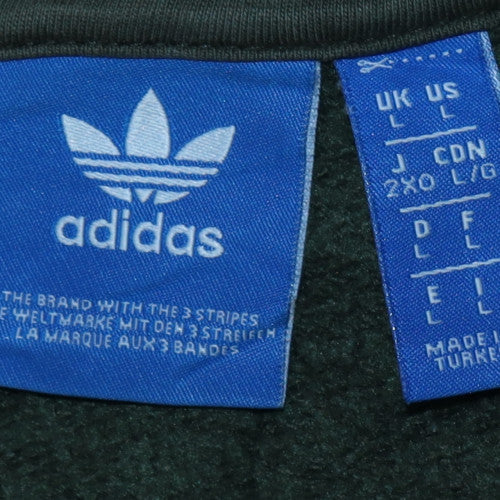 adidas
THE BRAND WITH THE 3 STRIPES
WELTMARKE MIT DEN 3 STREIFEN
LA MARQUE AUX 3 BANDES
UK US
L L
J CDN
2XO L/G
D F
L L
E I
L L
MADE IN
TURKEY